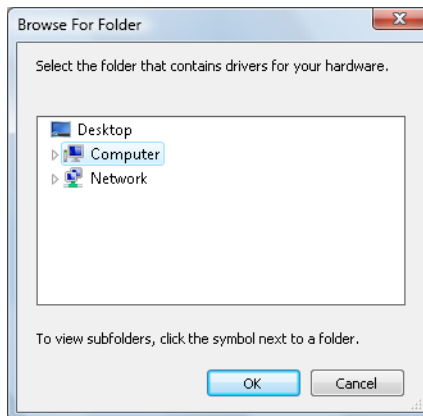 Browse For Folder
Select the folder that contains drivers for your hardware.
Desktop
Computer
Network
To view subfolders, click the symbol next to a folder.
OK
Cancel